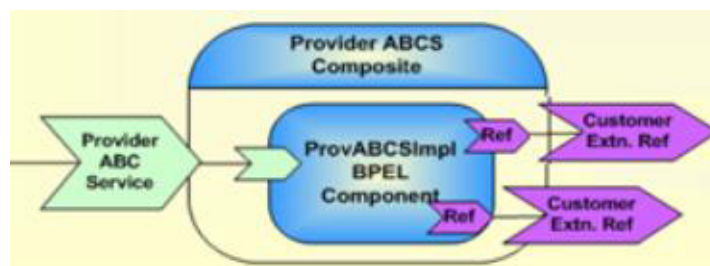 Provider ABCS
Composite
Provider
ABC
Service
ProvABCSImpl
BPEL
Component
Ref
Customer
Extn. Ref
Ref
Customer
Extn. Ref